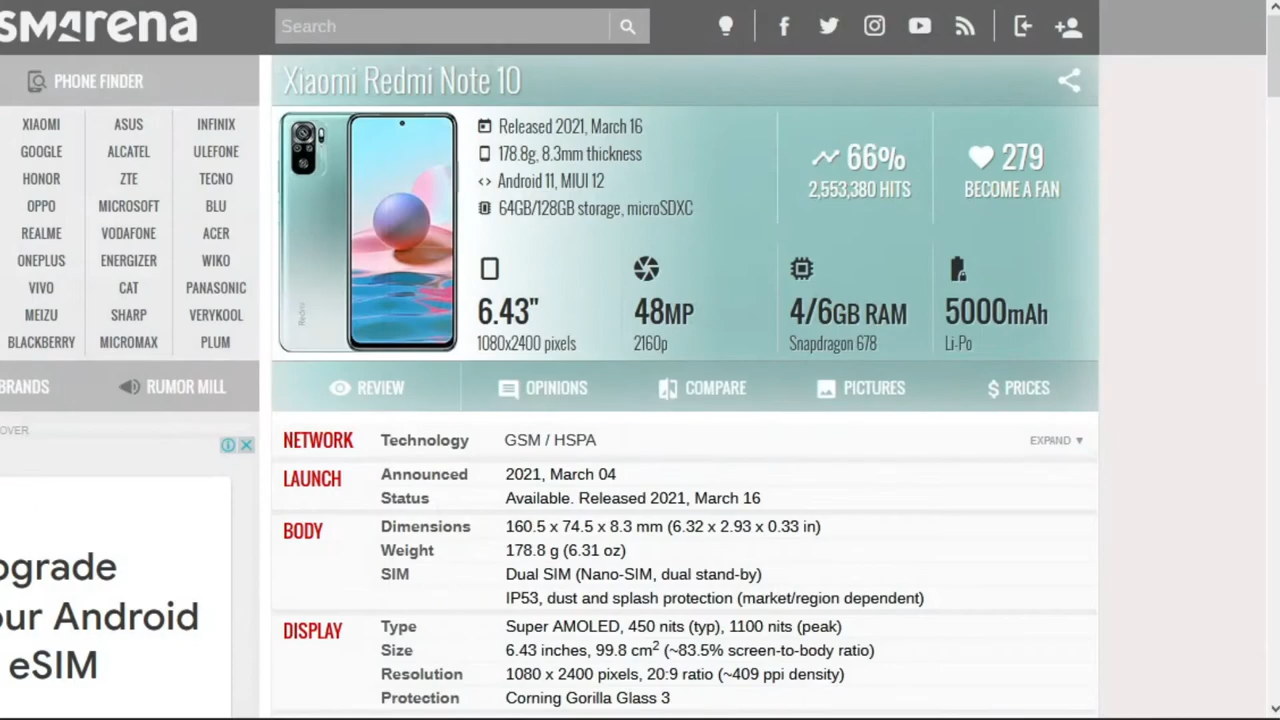 smarena
Search
PHONE FINDER
XIAOMI ASUS INFINIX
GOOGLE ALCATEL ULEFONE
HONOR ZTE TECNO
OPPO MICROSOFT BLU
REALME VODAFONE ACER
ONEPLUS ENERGIZER WIKO
VIVO CAT PANASONIC
MEIZU SHARP VERYKOOL
BLACKBERRY MICROMAX PLUM
BRANDS RUMOR MILL
OVER
ograde
our Android
eSIM
Xiaomi Redmi Note 10
Redmi
Released 2021, March 16
178.8g, 8.3mm thickness
Android 11, MIUI 12
64GB/128GB storage, microSDXC
66%
2,553,380 HITS
279
BECOME A FAN
6.43"
1080x2400 pixels
48MP
2160p
4/6GB RAM
Snapdragon 678
5000mAh
Li-Po
REVIEW OPINIONS COMPARE PICTURES $ PRICES
NETWORK Technology GSM / HSPA EXPAND ▼
LAUNCH Announced 2021, March 04
Status Available. Released 2021, March 16
BODY Dimensions 160.5 x 74.5 x 8.3 mm (6.32 x 2.93 x 0.33 in)
Weight 178.8 g (6.31 oz)
SIM Dual SIM (Nano-SIM, dual stand-by)
IP53, dust and splash protection (market/region dependent)
DISPLAY Type Super AMOLED, 450 nits (typ), 1100 nits (peak)
Size 6.43 inches, 99.8 cm2 (~83.5% screen-to-body ratio)
Resolution 1080 x 2400 pixels, 20:9 ratio (~409 ppi density)
Protection Corning Gorilla Glass 3